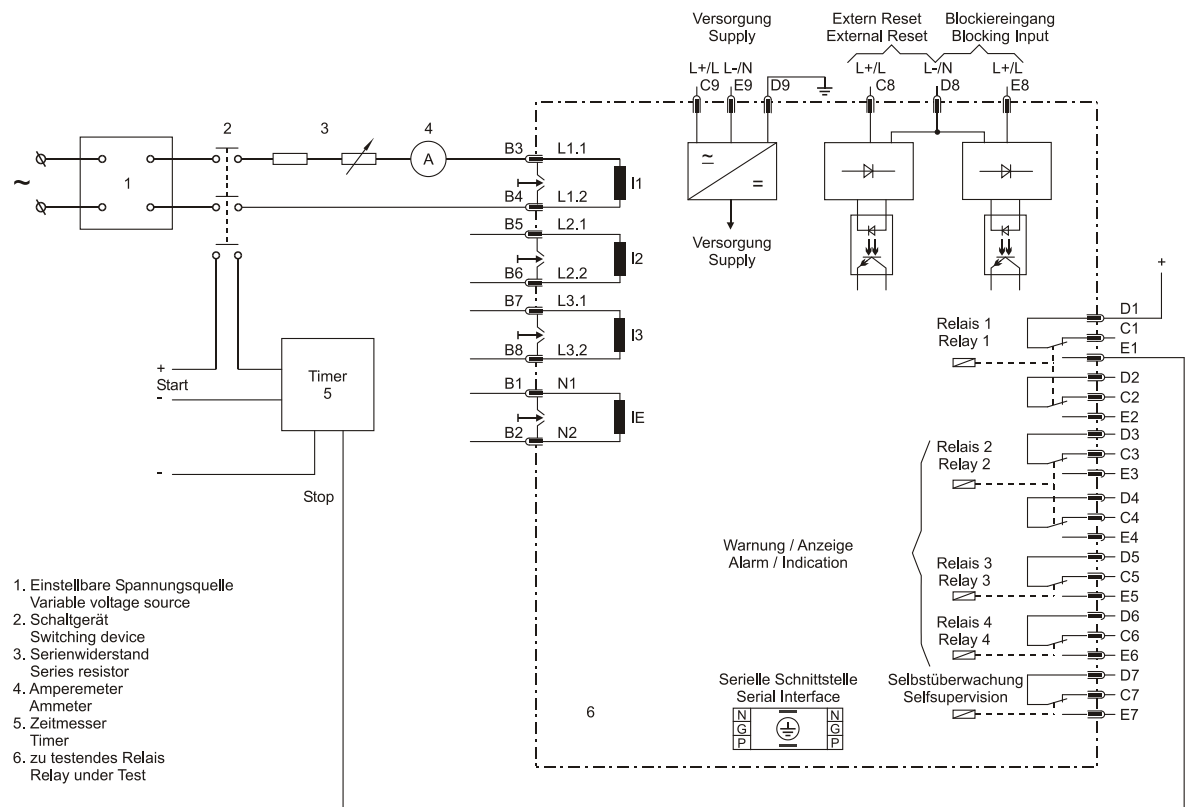 Versorgung
Supply
Extern Reset
External Reset
Blockiereingang
Blocking Input
L+/L L-/N
C9 E9 D9
L+/L L-/N L+/L
C8 D8 E8
2 3 4
B3 L1.1
A
1
I1
~
B4 L1.2
~
=
B5 L2.1
I2
Versorgung
Supply
B6 L2.2
B7 L3.1
I3
B8 L3.2
B1 N1
IE
B2 N2
+
Start
-
-
Timer
5
Stop
+
Relais 1
Relay 1
D1
C1
E1
D2
C2
E2
Relais 2
Relay 2
D3
C3
E3
D4
C4
E4
Warnung / Anzeige
Alarm / Indication
Relais 3
Relay 3
D5
C5
E5
Relais 4
Relay 4
D6
C6
E6
Selbstüberwachung
Selfsupervision
D7
C7
E7
Serielle Schnittstelle
Serial Interface
N N
G G
P P
6
1. Einstellbare Spannungsquelle
Variable voltage source
2. Schaltgerät
Switching device
3. Serienwiderstand
Series resistor
4. Amperemeter
Ammeter
5. Zeitmesser
Timer
6. zu testendes Relais
Relay under Test